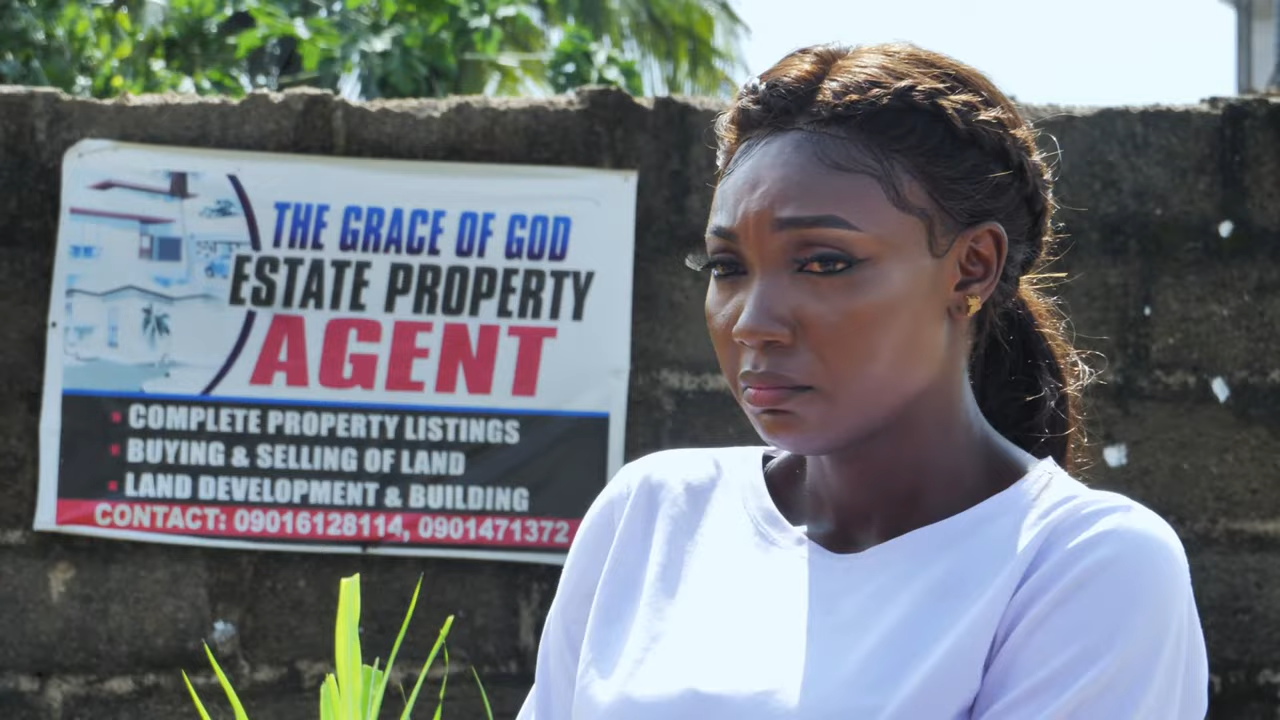 THE GRACE OF GOD
ESTATE PROPERTY
AGENT
COMPLETE PROPERTY LISTINGS
BUYING & SELLING OF LAND
LAND DEVELOPMENT & BUILDING
CONTACT: 09016128114, 0901471372